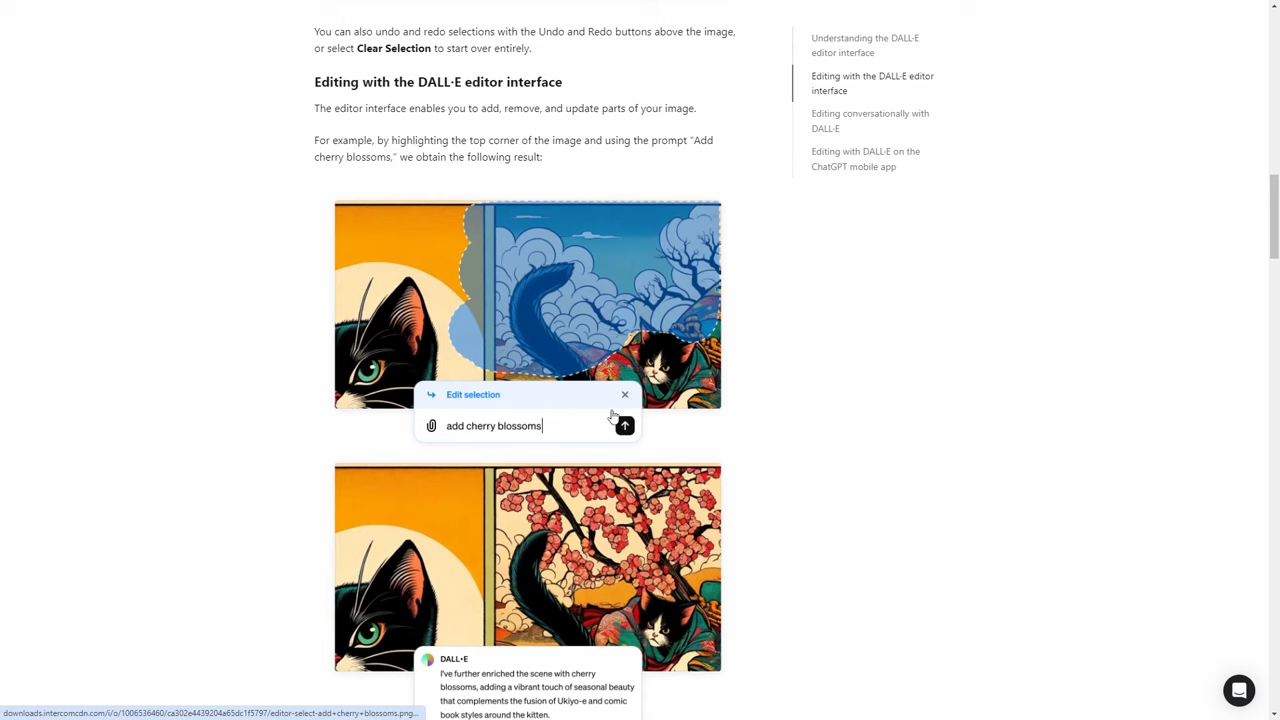 You can also undo and redo selections with the Undo and Redo buttons above the image,
or select Clear Selection to start over entirely.
Editing with the DALL·E editor interface
The editor interface enables you to add, remove, and update parts of your image.
For example, by highlighting the top corner of the image and using the prompt “Add
cherry blossoms,” we obtain the following result:
Edit selection
add cherry blossoms
DALL•E
I've further enriched the scene with cherry
blossoms, adding a vibrant touch of seasonal beauty
that complements the fusion of Ukiyo-e and comic
book styles around the kitten.
Understanding the DALL·E
editor interface
Editing with the DALL·E editor
interface
Editing conversationally with
DALL·E
Editing with DALL·E on the
ChatGPT mobile app
downloads.intercomcdn.com/i/o/1006536460/ca302e4439204a65dc1f5797/editor-select-add+cherry+blossoms.png...